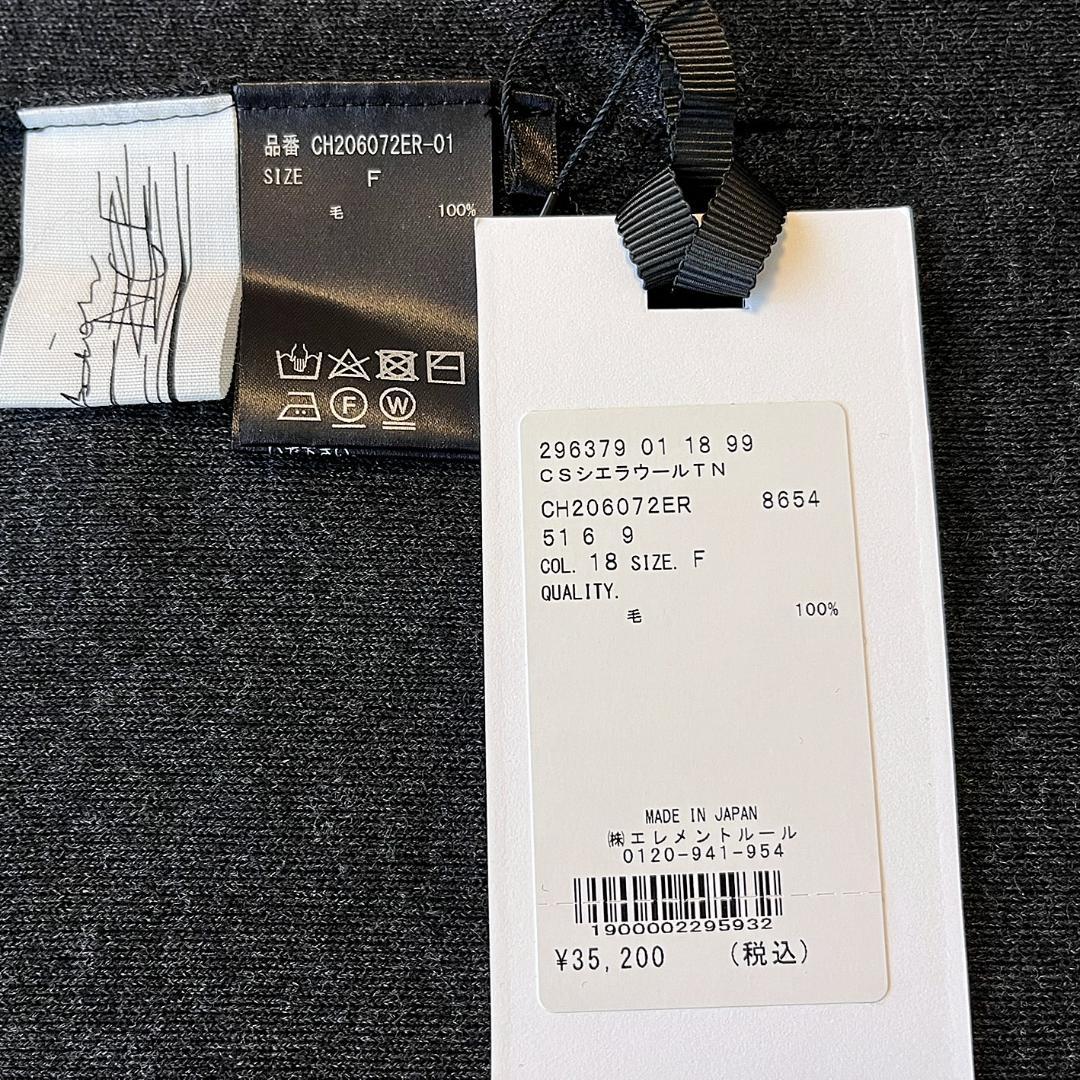 品番 CH206072ER-01
SIZE F
毛 100%
F W
296379 01 18 99
CSシエラウールTN
CH206072ER 8654
51 6 9
COL. 18 SIZE. F
QUALITY.
毛 100%
MADE IN JAPAN
㈱エレメントルール
0120-941-954
1900002295932
¥35,200 (税込)